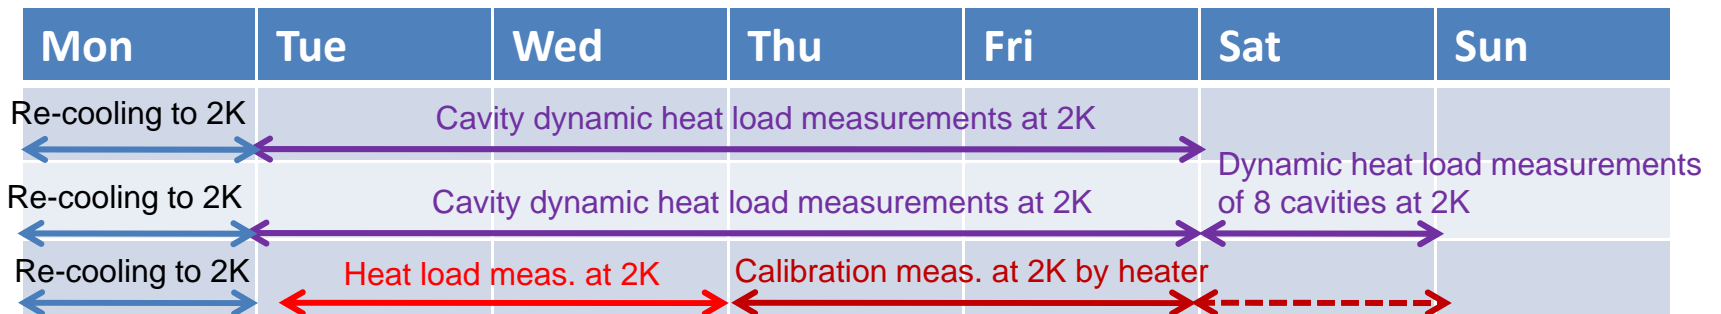 Mon Tue Wed Thu Fri Sat Sun
Re-cooling to 2K Cavity dynamic heat load measurements at 2K
Dynamic heat load measurements
of 8 cavities at 2K
Re-cooling to 2K Cavity dynamic heat load measurements at 2K
Re-cooling to 2K Heat load meas. at 2K Calibration meas. at 2K by heater